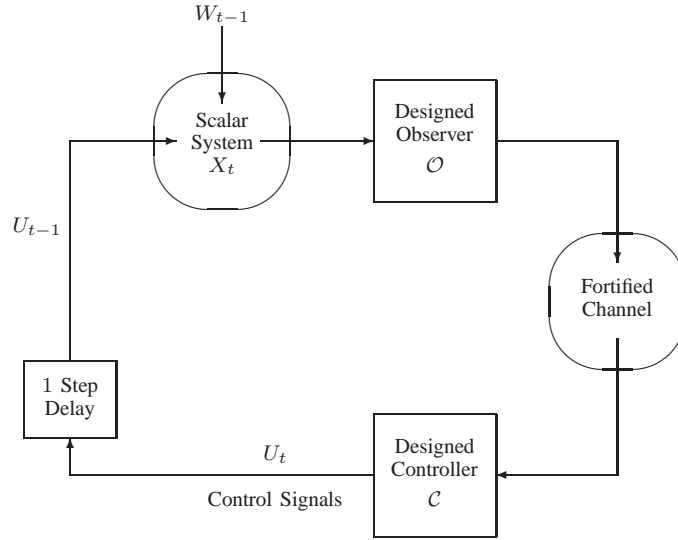 W_{t−1}
Scalar
System
X_t
Designed
Observer
𝒪
U_{t−1}
Fortified
Channel
1 Step
Delay
U_t
Control Signals
Designed
Controller
𝒞